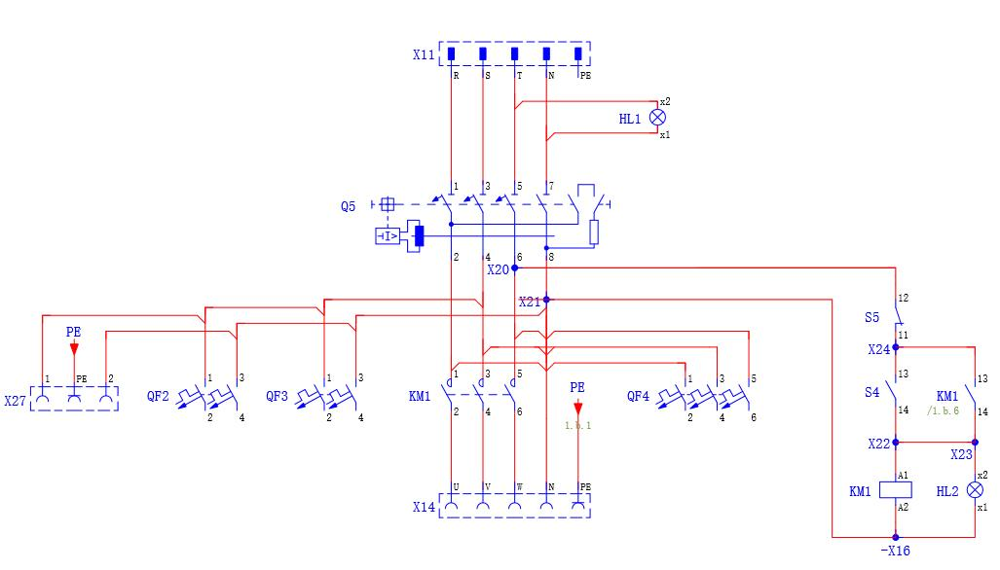 X11
R S T N PE
x2
HL1
x1
1 3 5 7
Q5
I>
2 4 6 8
X20
X21
12
S5
11
X24
PE
1 PE 2
X27
1 3
QF2
2 4
1 3
QF3
2 4
1 3 5
KM1
2 4 6
PE
1.b.1
1 3 5
QF4
2 4 6
13
S4
14
13
KM1
/1.b.6
14
X22
X23
A1
KM1
A2
x2
HL2
x1
U V W N PE
X14
-X16